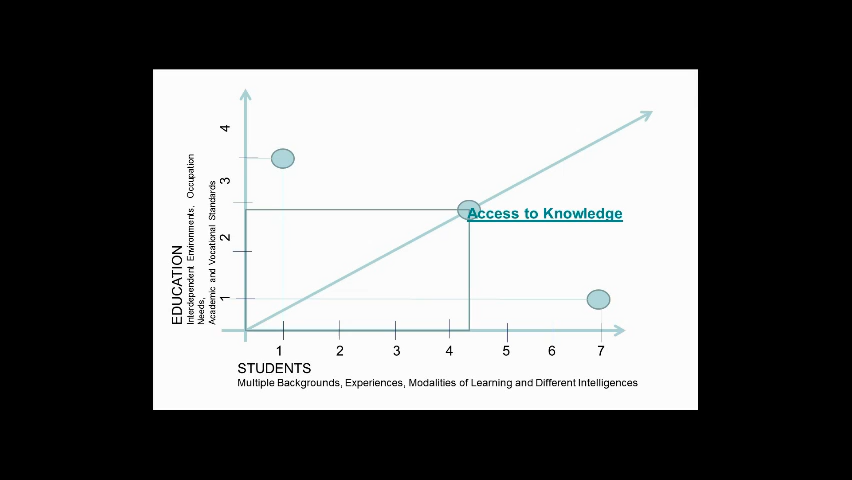 4
3
2
1
EDUCATION
Interdependent Environments, Occupation
Needs,
Academic and Vocational Standards
Access to Knowledge
1 2 3 4 5 6 7
STUDENTS
Multiple Backgrounds, Experiences, Modalities of Learning and Different Intelligences